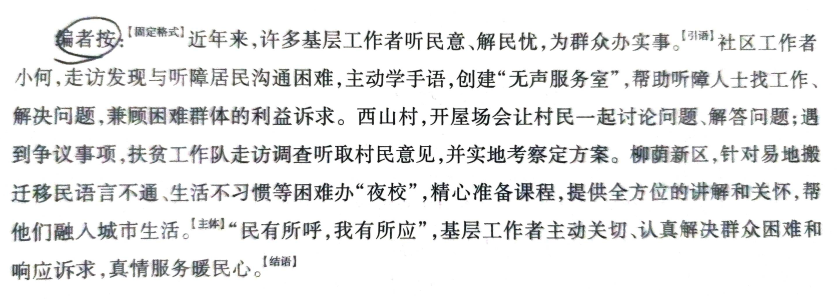 编者按:【固定格式】近年来,许多基层工作者听民意、解民忧,为群众办实事。【引语】社区工作者
小何,走访发现与听障居民沟通困难,主动学手语,创建“无声服务室”,帮助听障人士找工作、
解决问题,兼顾困难群体的利益诉求。西山村,开屋场会让村民一起讨论问题、解答问题;遇
到争议事项,扶贫工作队走访调查听取村民意见,并实地考察定方案。柳荫新区,针对易地搬
迁移民语言不通、生活不习惯等困难办“夜校”,精心准备课程,提供全方位的讲解和关怀,帮
他们融入城市生活。【主体】“民有所呼,我有所应”,基层工作者主动关切、认真解决群众困难和
响应诉求,真情服务暖民心。【结语】